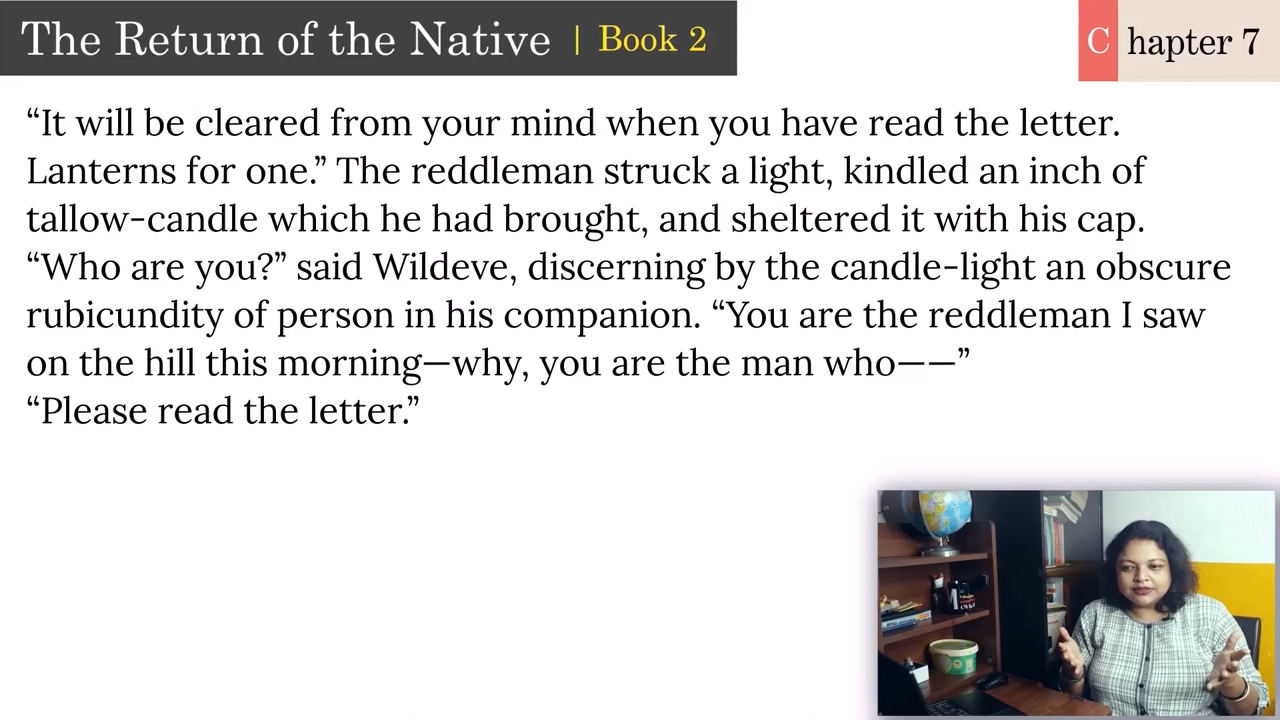 The Return of the Native | Book 2
Chapter 7
“It will be cleared from your mind when you have read the letter.
Lanterns for one.” The reddleman struck a light, kindled an inch of
tallow-candle which he had brought, and sheltered it with his cap.
“Who are you?” said Wildeve, discerning by the candle-light an obscure
rubicundity of person in his companion. “You are the reddleman I saw
on the hill this morning—why, you are the man who——”
“Please read the letter.”